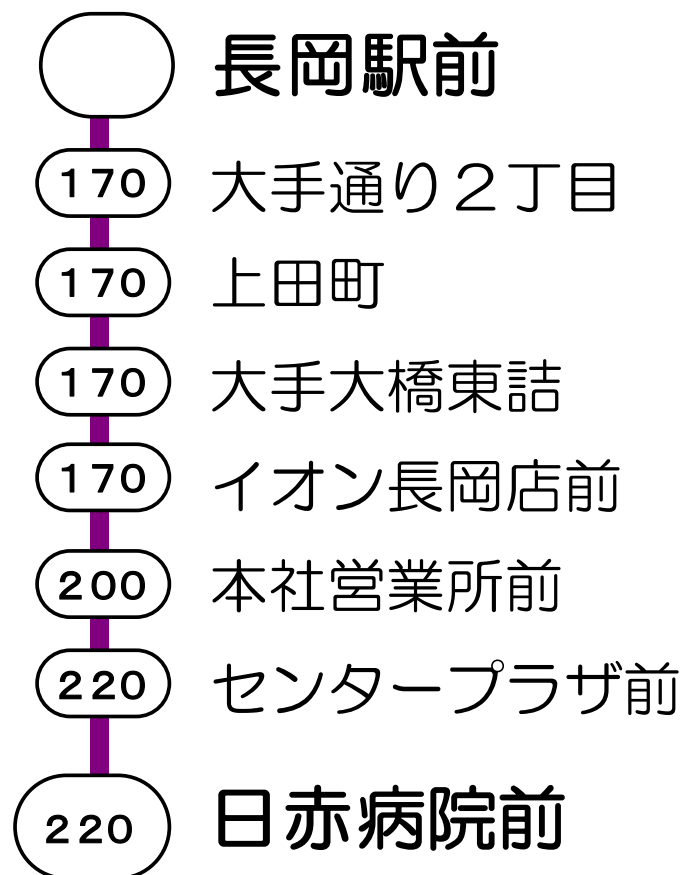 長岡駅前
170 大手通り２丁目
170 上田町
170 大手大橋東詰
170 イオン長岡店前
200 本社営業所前
220 センタープラザ前
220 日赤病院前